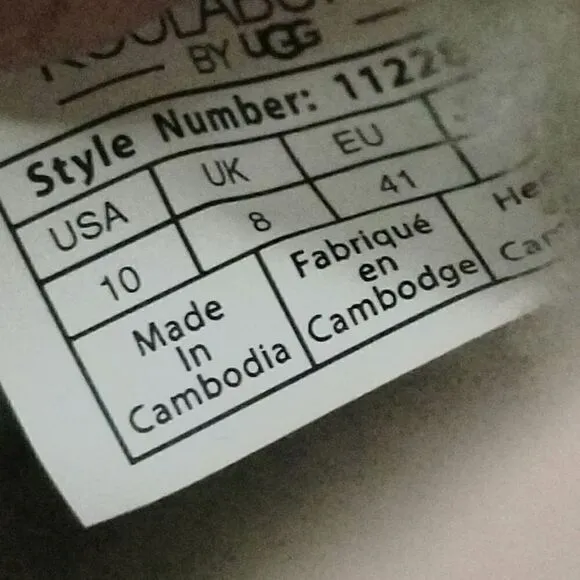 BY UGG
Style Number: 1122
USA UK EU
10 8 41
Made
In
Cambodia
Fabriqué
en
Cambodge